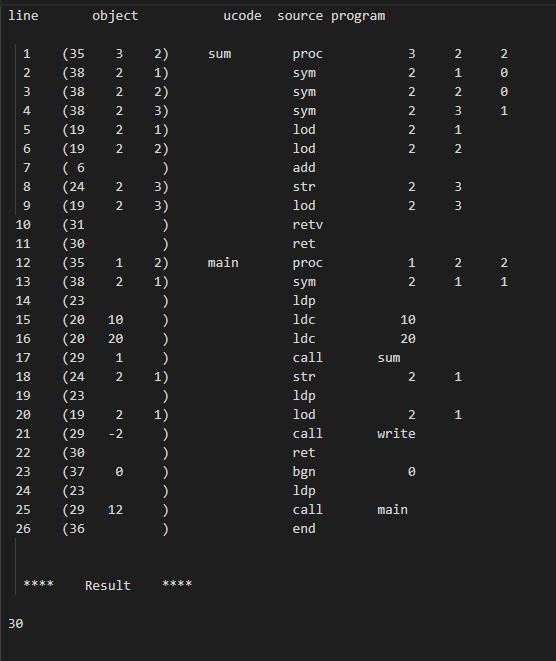 line       object           ucode  source program
1    (35    3    2)     sum        proc           3     2     2
2    (38    2    1)                sym            2     1     0
3    (38    2    2)                sym            2     2     0
4    (38    2    3)                sym            2     3     1
5    (19    2    1)                lod            2     1
6    (19    2    2)                lod            2     2
7    ( 6          )                add
8    (24    2    3)                str            2     3
9    (19    2    3)                lod            2     3
10    (31          )                retv
11    (30          )                ret
12    (35    1    2)     main       proc           1     2     2
13    (38    2    1)                sym            2     1     1
14    (23          )                ldp
15    (20   10     )                ldc           10
16    (20   20     )                ldc           20
17    (29    1     )                call       sum
18    (24    2    1)                str            2     1
19    (23          )                ldp
20    (19    2    1)                lod            2     1
21    (29   -2     )                call       write
22    (30          )                ret
23    (37    0     )                bgn            0
24    (23          )                ldp
25    (29   12     )                call       main
26    (36          )                end
****    Result    ****
30